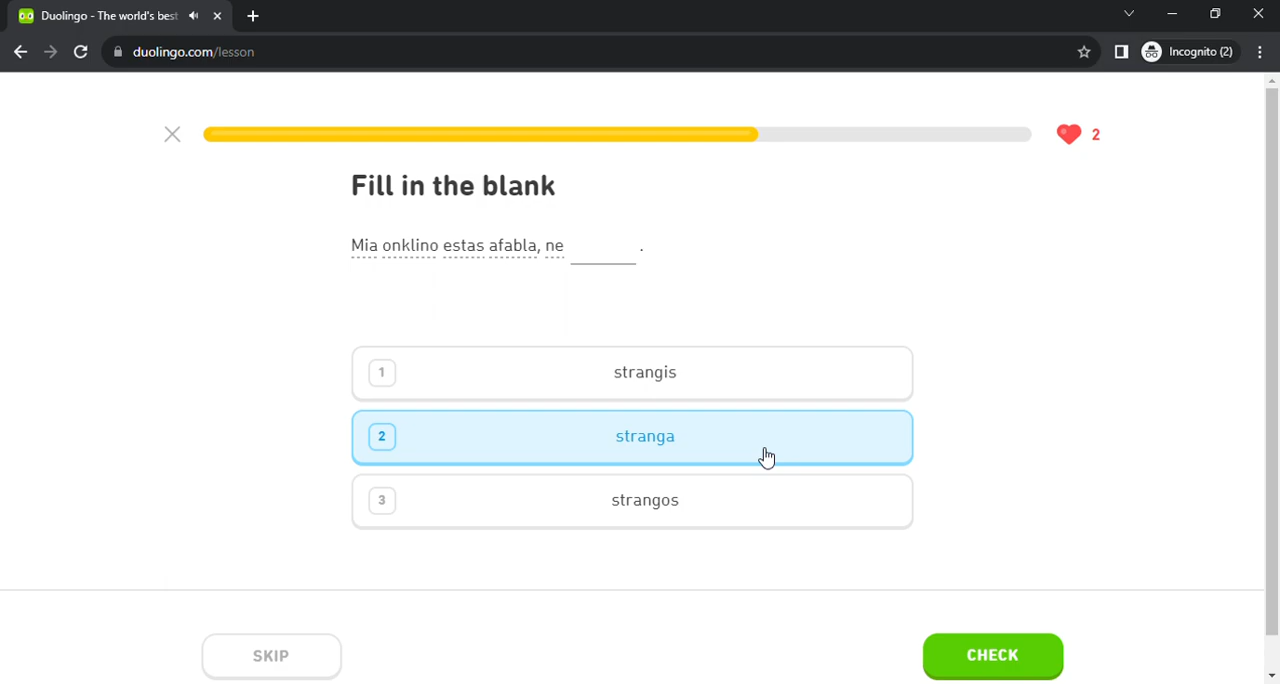 Duolingo - The world's best
duolingo.com/lesson
Incognito (2)
2
Fill in the blank
Mia onklino estas afabla, ne ______ .
1 strangis
2 stranga
3 strangos
SKIP
CHECK